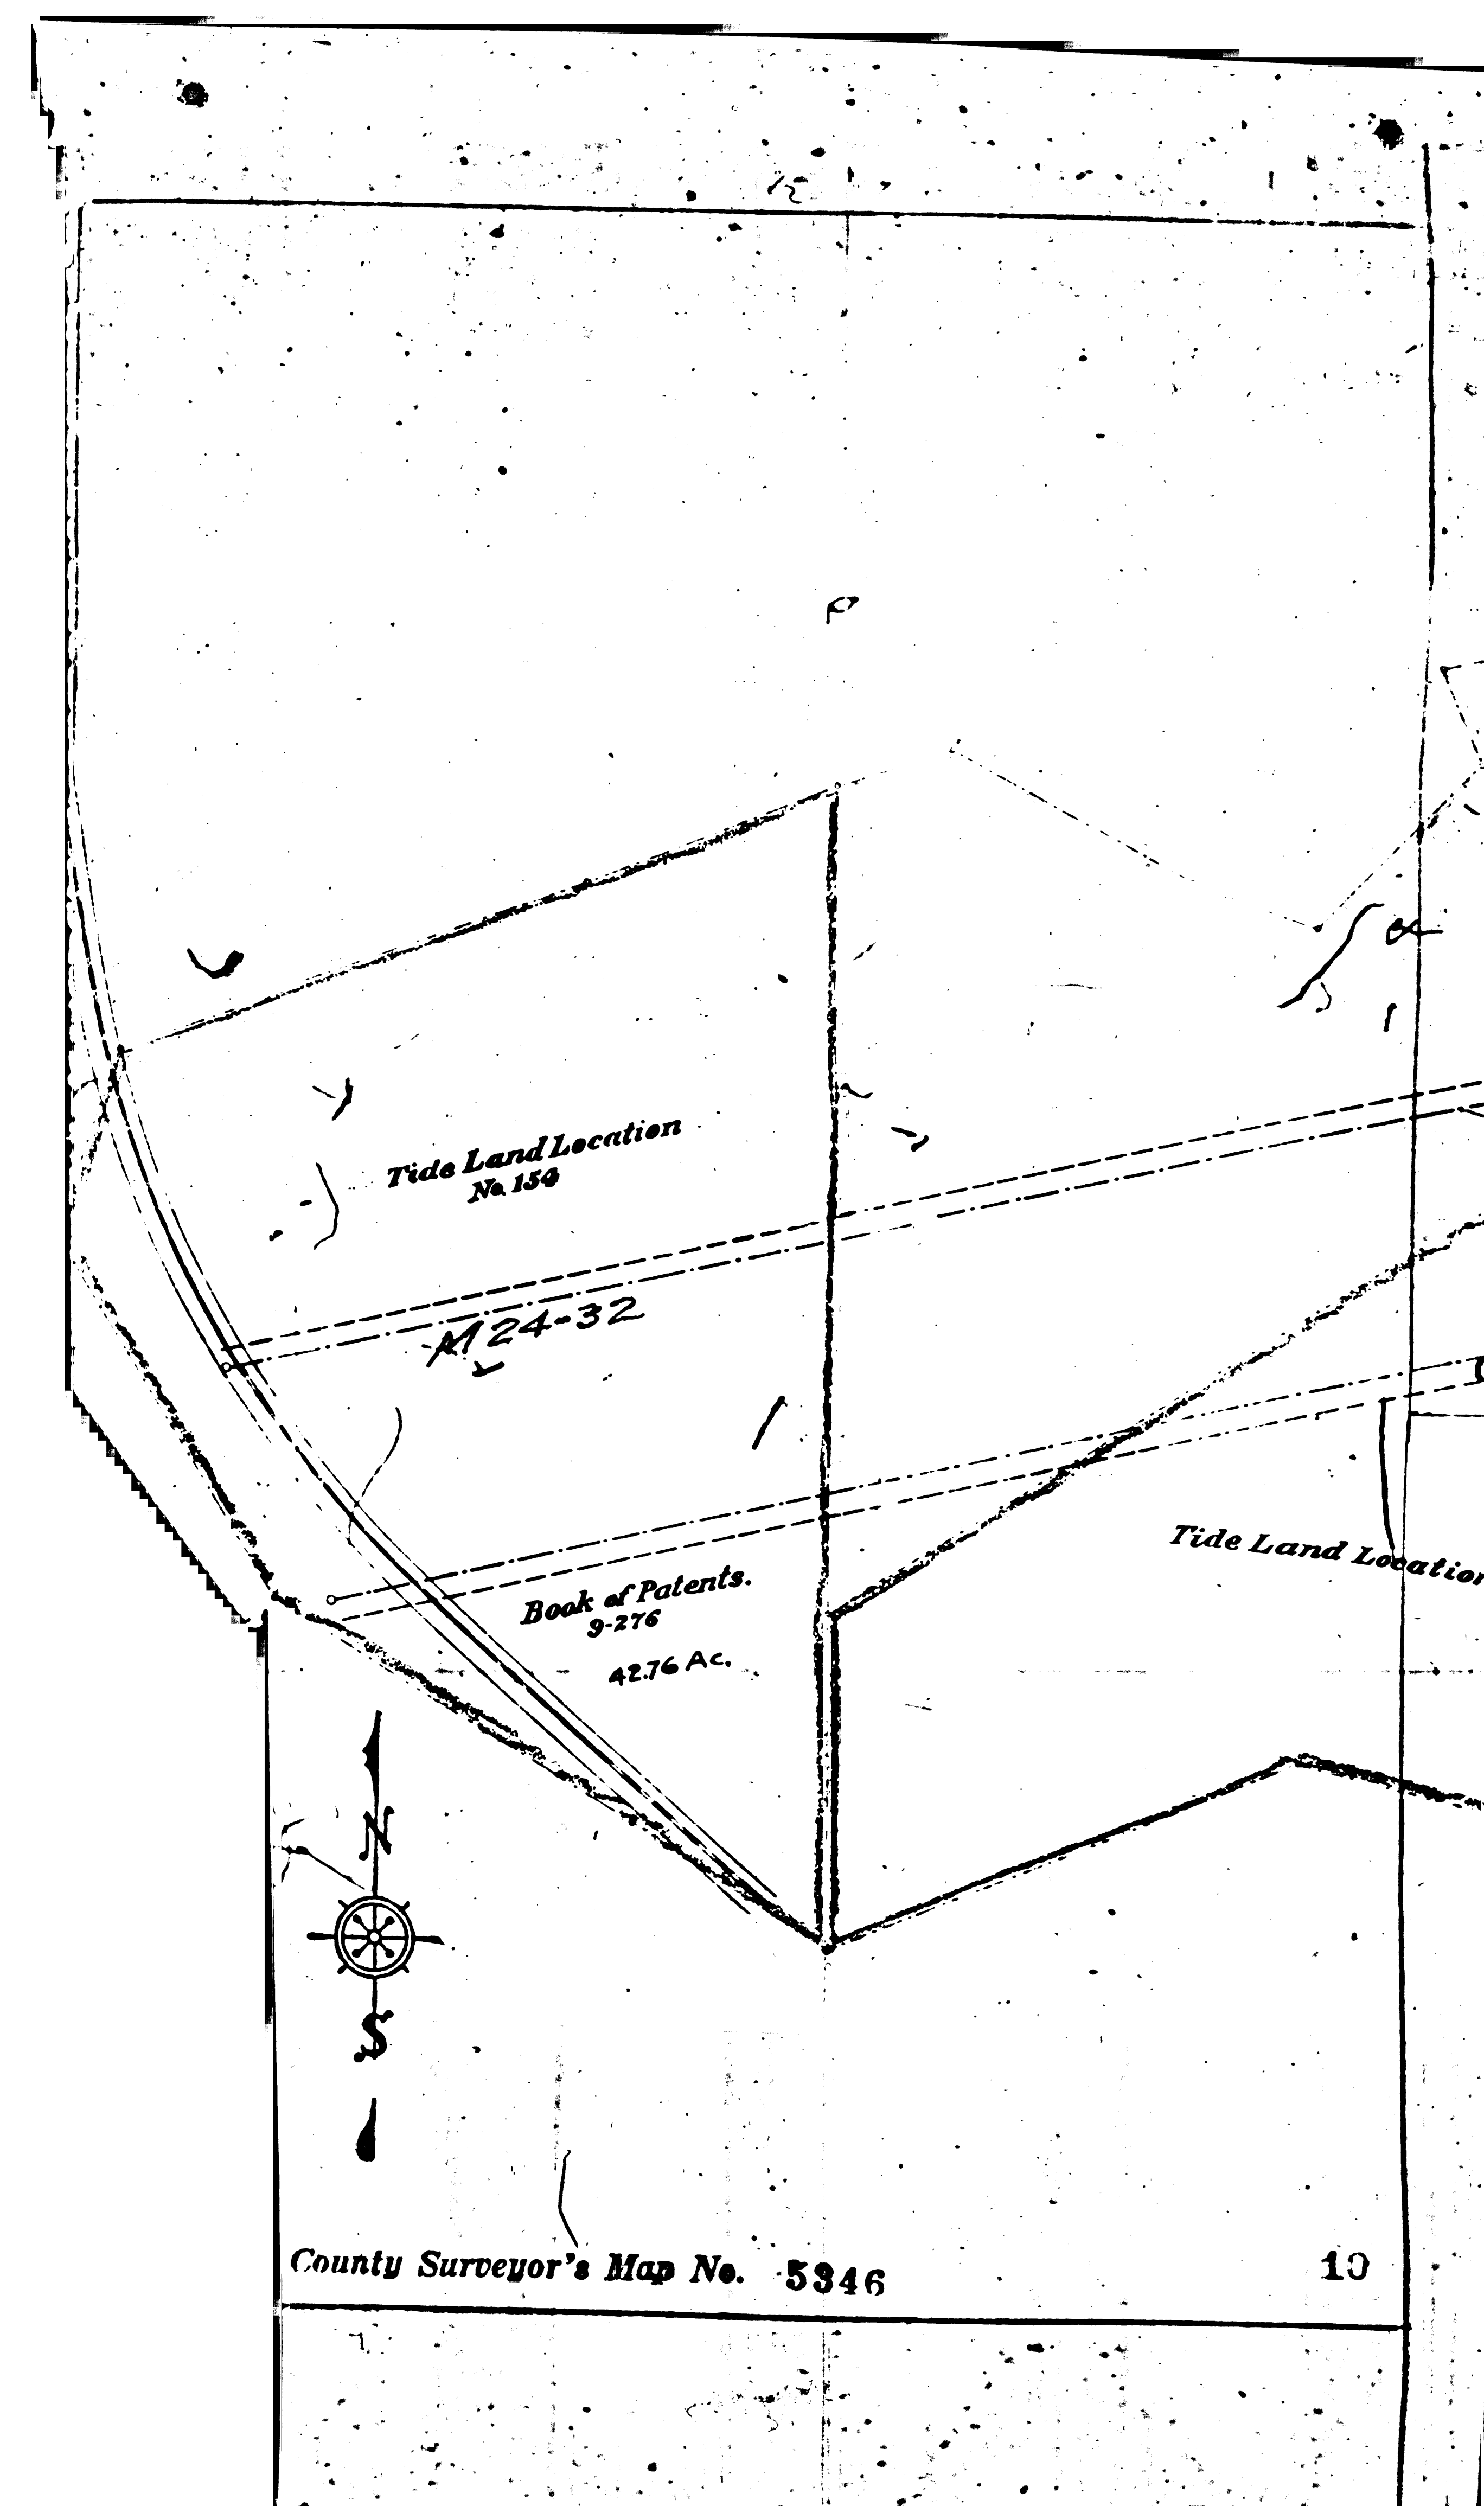 Tide Land Location
No. 154
M 24-32
Tide Land Location
Book of Patents.
9-276
42.76 Ac.
N
S
County Surveyor's Map No. 5346
10